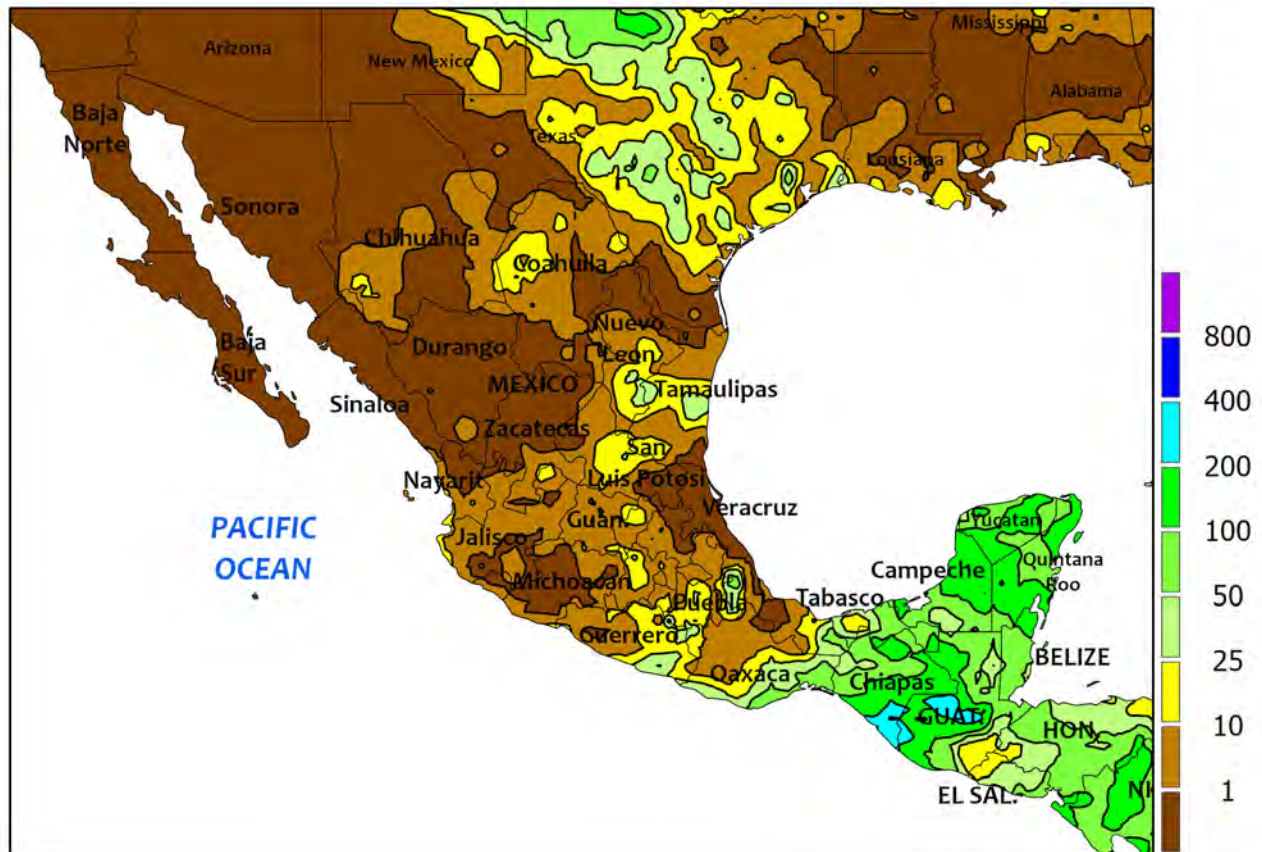 Mississippi
Arizona
New Mexico
Alabama
Baja
Norte
Texas
Lousiana
Sonora
Chihuahua
Coahuila
Nuevo
Leon
Durango
Baja
Sur
MEXICO
Tamaulipas
Sinaloa
Zacatecas
San
Luis Potosi
Nayarit
Veracruz
Guan.
Yucatan
PACIFIC
OCEAN
Jalisco
Quintana
Roo
Campeche
Michoacan
Puebla
Tabasco
Guerrero
BELIZE
Oaxaca
Chiapas
GUAT.
HON.
EL SAL.
NI
800
400
200
100
50
25
10
1